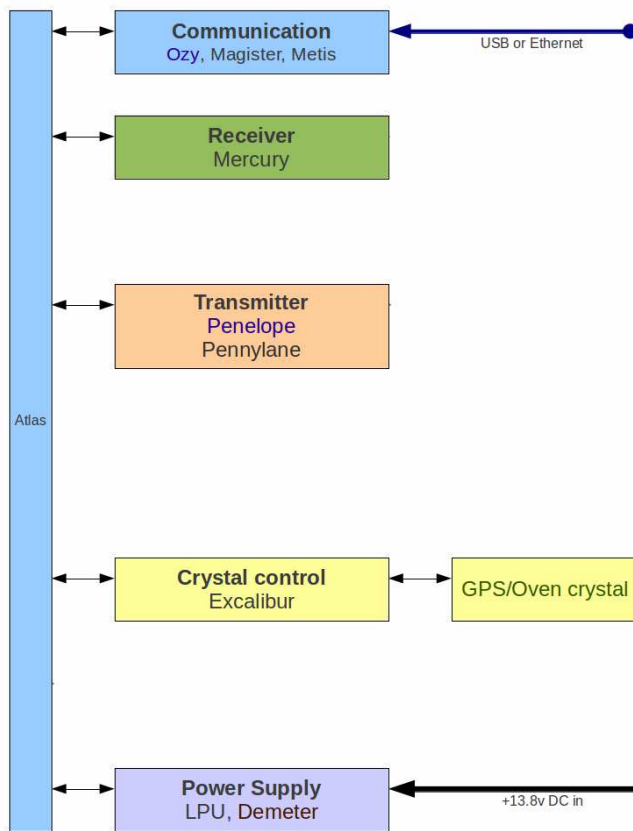 Communication
Ozy, Magister, Metis
USB or Ethernet
Receiver
Mercury
Transmitter
Penelope
Pennylane
Atlas
Crystal control
Excalibur
GPS/Oven crystal
Power Supply
LPU, Demeter
+13.8v DC in